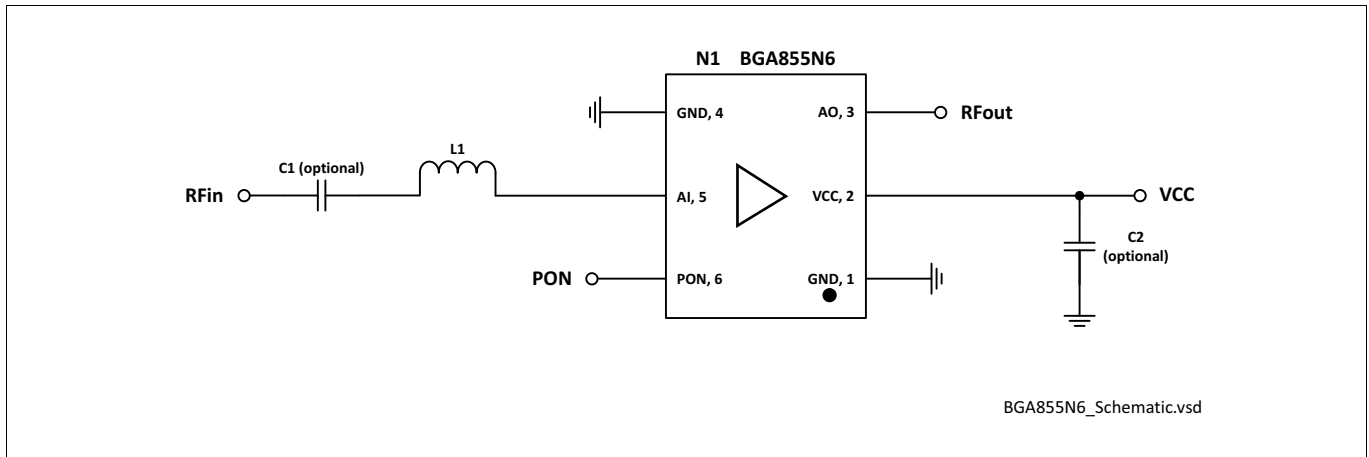 N1 BGA855N6
GND, 4
AO, 3
RFout
C1 (optional)
L1
RFin
AI, 5
VCC, 2
VCC
C2
(optional)
PON
PON, 6
GND, 1
BGA855N6_Schematic.vsd